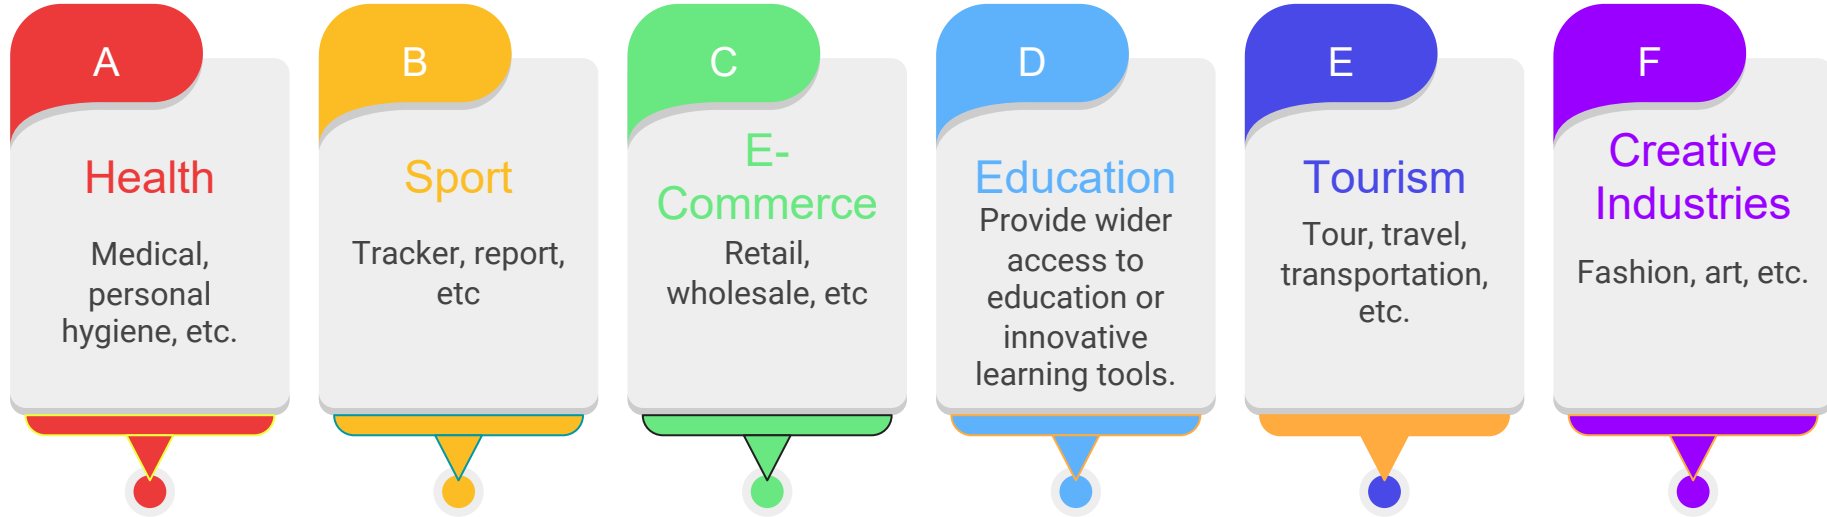 A
Health
Medical,
personal
hygiene, etc.
B
Sport
Tracker, report,
etc
C
E-
Commerce
Retail,
wholesale, etc
D
Education
Provide wider
access to
education or
innovative
learning tools.
E
Tourism
Tour, travel,
transportation,
etc.
F
Creative
Industries
Fashion, art, etc.